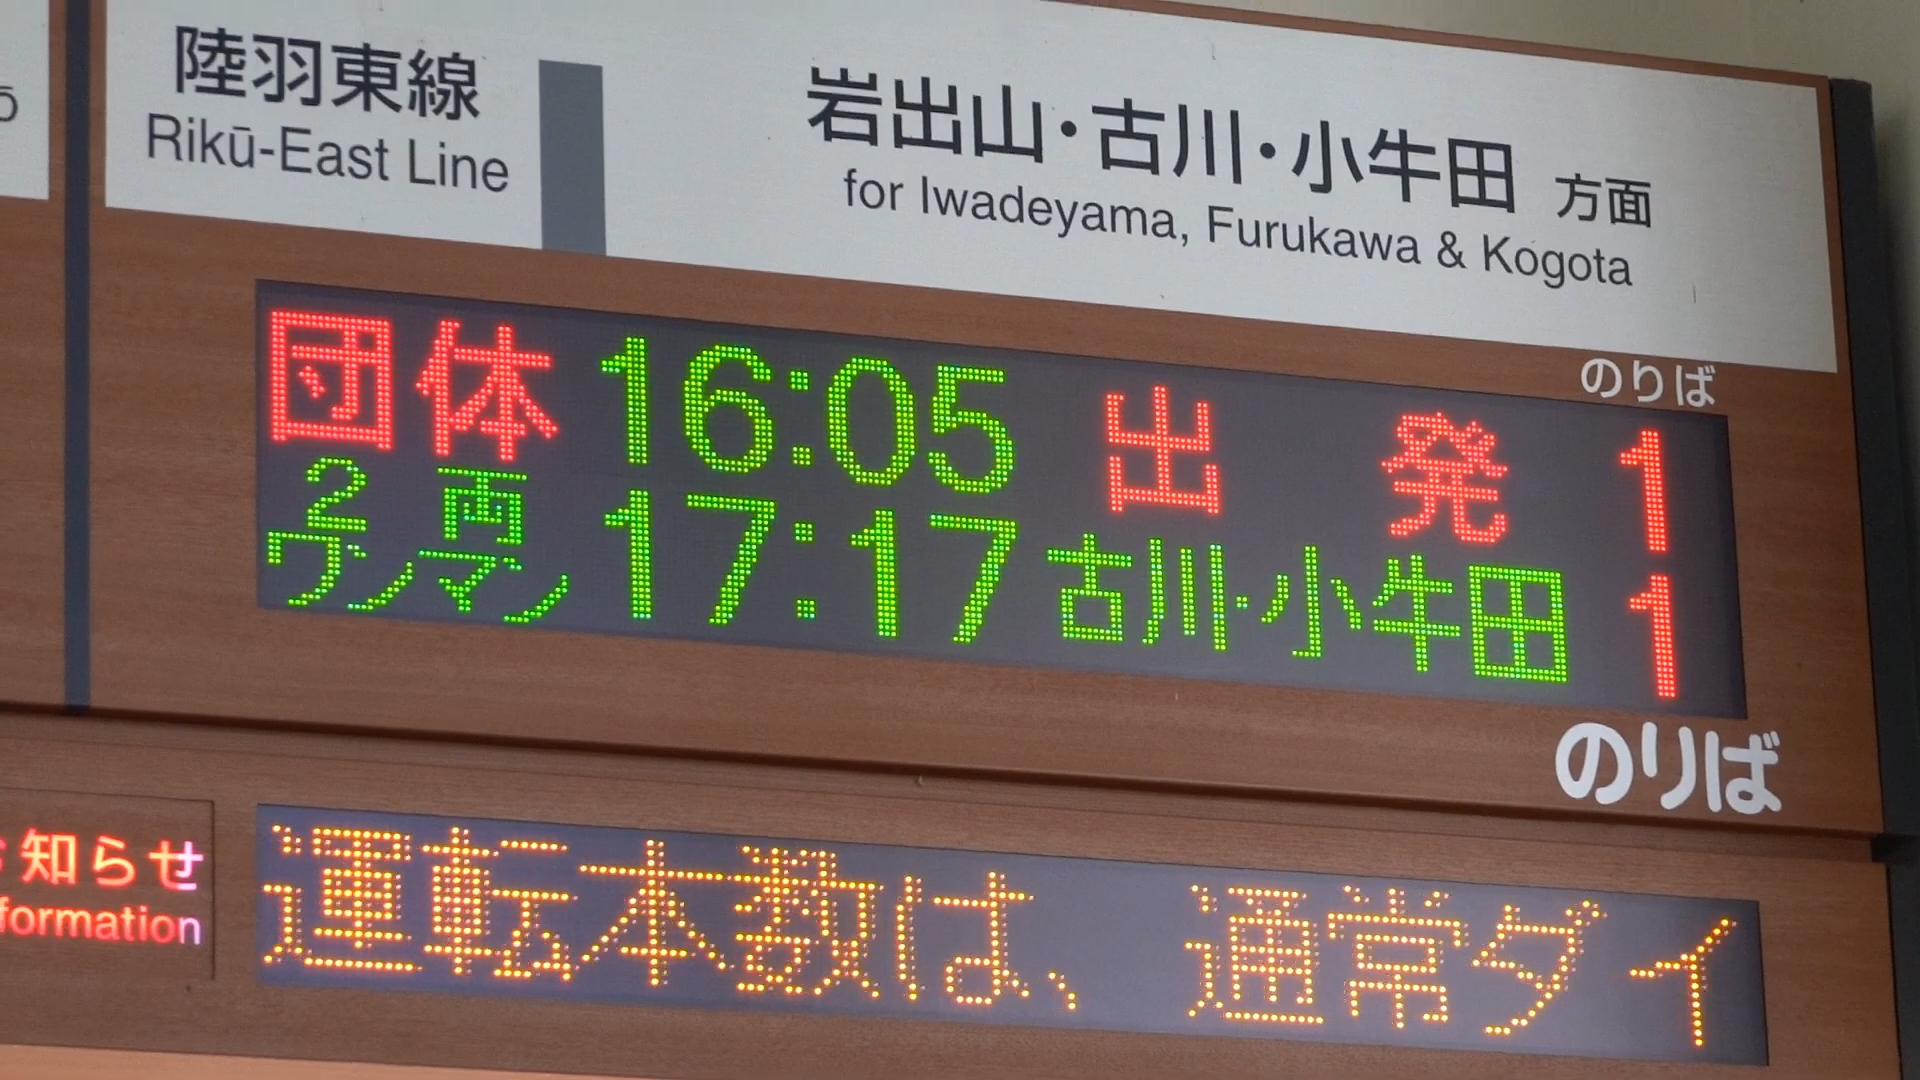 陸羽東線
Rikū-East Line
岩出山・古川・小牛田 方面
for Iwadeyama, Furukawa & Kogota
のりば
団体 16:05 出発 1
2両ワンマン 17:17 古川・小牛田 1
のりば
知らせ
formation
運転本数は、通常ダイ